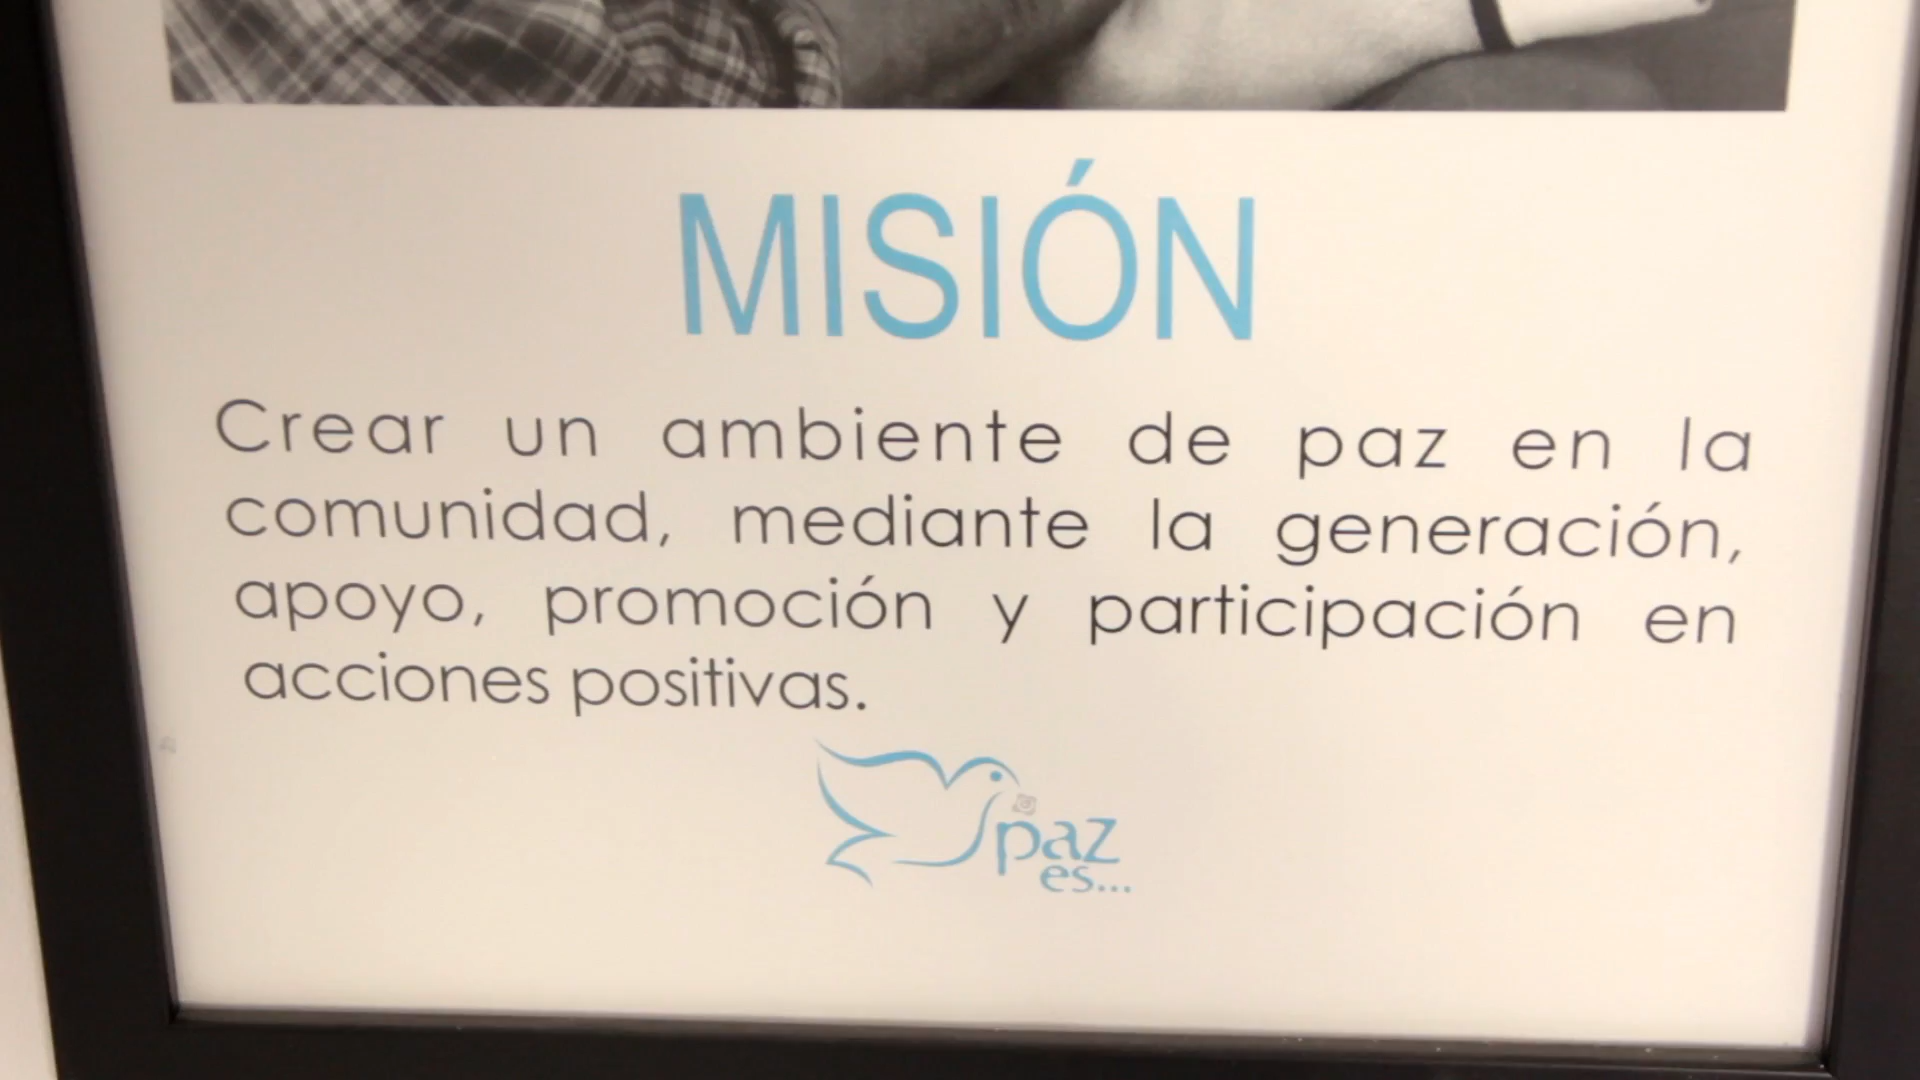 MISIÓN
Crear un ambiente de paz en la
comunidad, mediante la generación,
apoyo, promoción y participación en
acciones positivas.
paz
es...